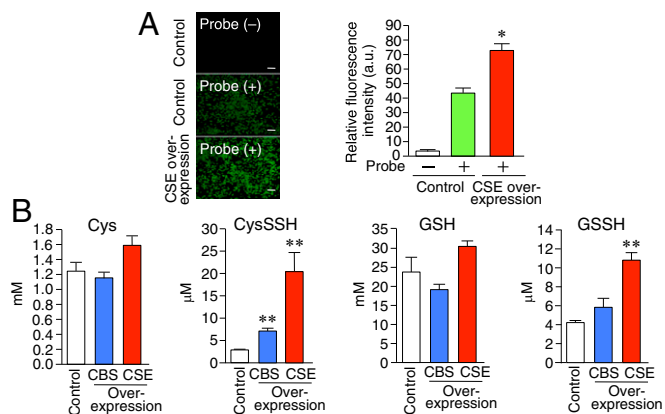 A
Control
Probe (–)
Control
Probe (+)
CSE over-
expression
Probe (+)
Relative fluorescence
intensity (a.u.)
90
80
70
60
50
40
30
20
10
0
*
Probe – + +
Control CSE over-
expression
B
Cys
mM
1.8
1.6
1.4
1.2
1.0
0.8
0.6
0.4
0.2
0.0
Control
CBS CSE
Over-
expression
CysSSH
μM
30
25
20
15
10
5
0
**
**
Control
CBS CSE
Over-
expression
GSH
mM
35
30
25
20
15
10
5
0
Control
CBS CSE
Over-
expression
GSSH
μM
14
12
10
8
6
4
2
0
**
Control
CBS CSE
Over-
expression